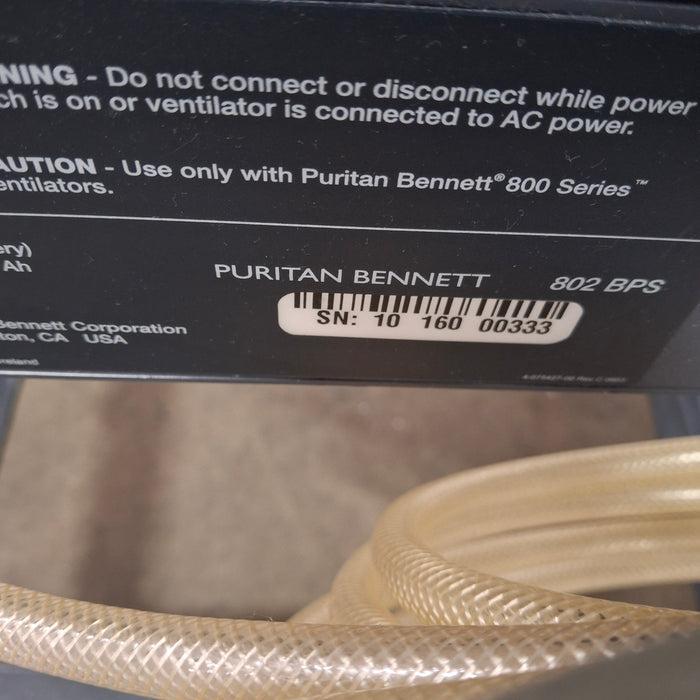 NING - Do not connect or disconnect while power
ch is on or ventilator is connected to AC power.
AUTION - Use only with Puritan Bennett® 800 Series™
entilators.
ery)
Ah
PURITAN BENNETT 802 BPS
SN: 10 160 00333
Bennett Corporation
ton, CA USA